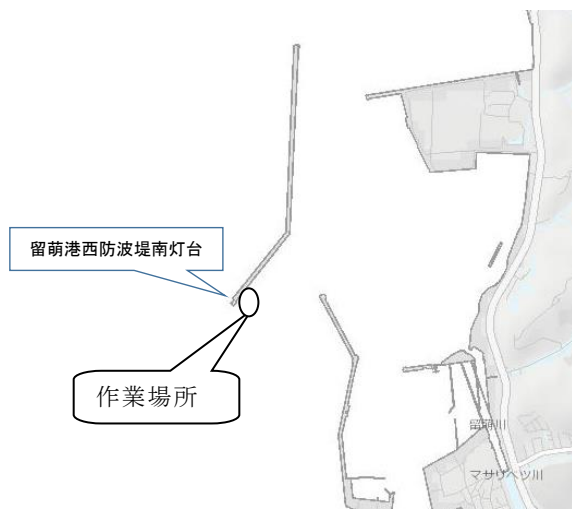 留萌港西防波堤南灯台
作業場所
留萌川
マサリベツ川